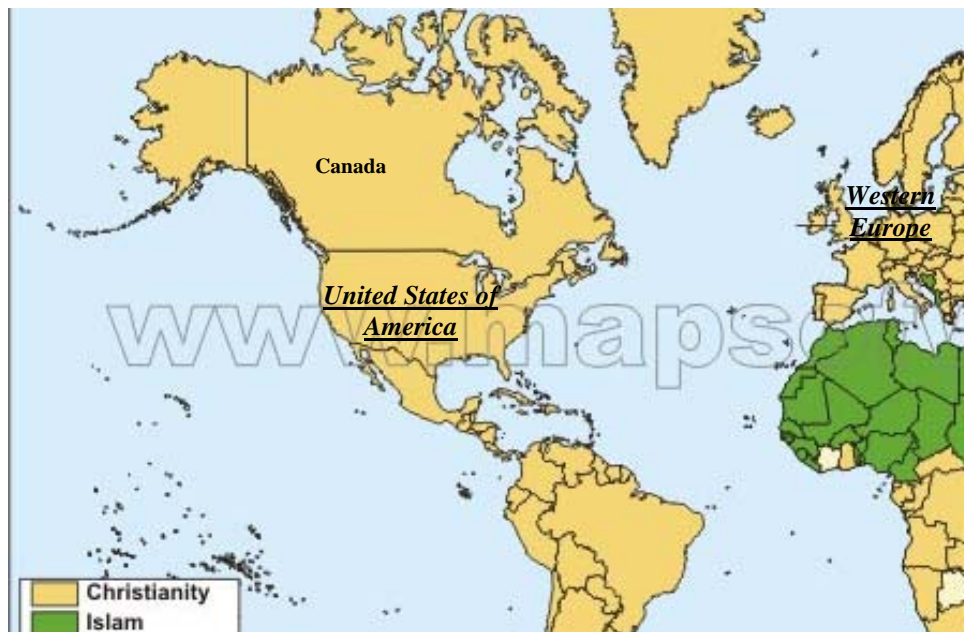 Canada
Western
Europe
United States of
America
www.mapsof
Christianity
Islam